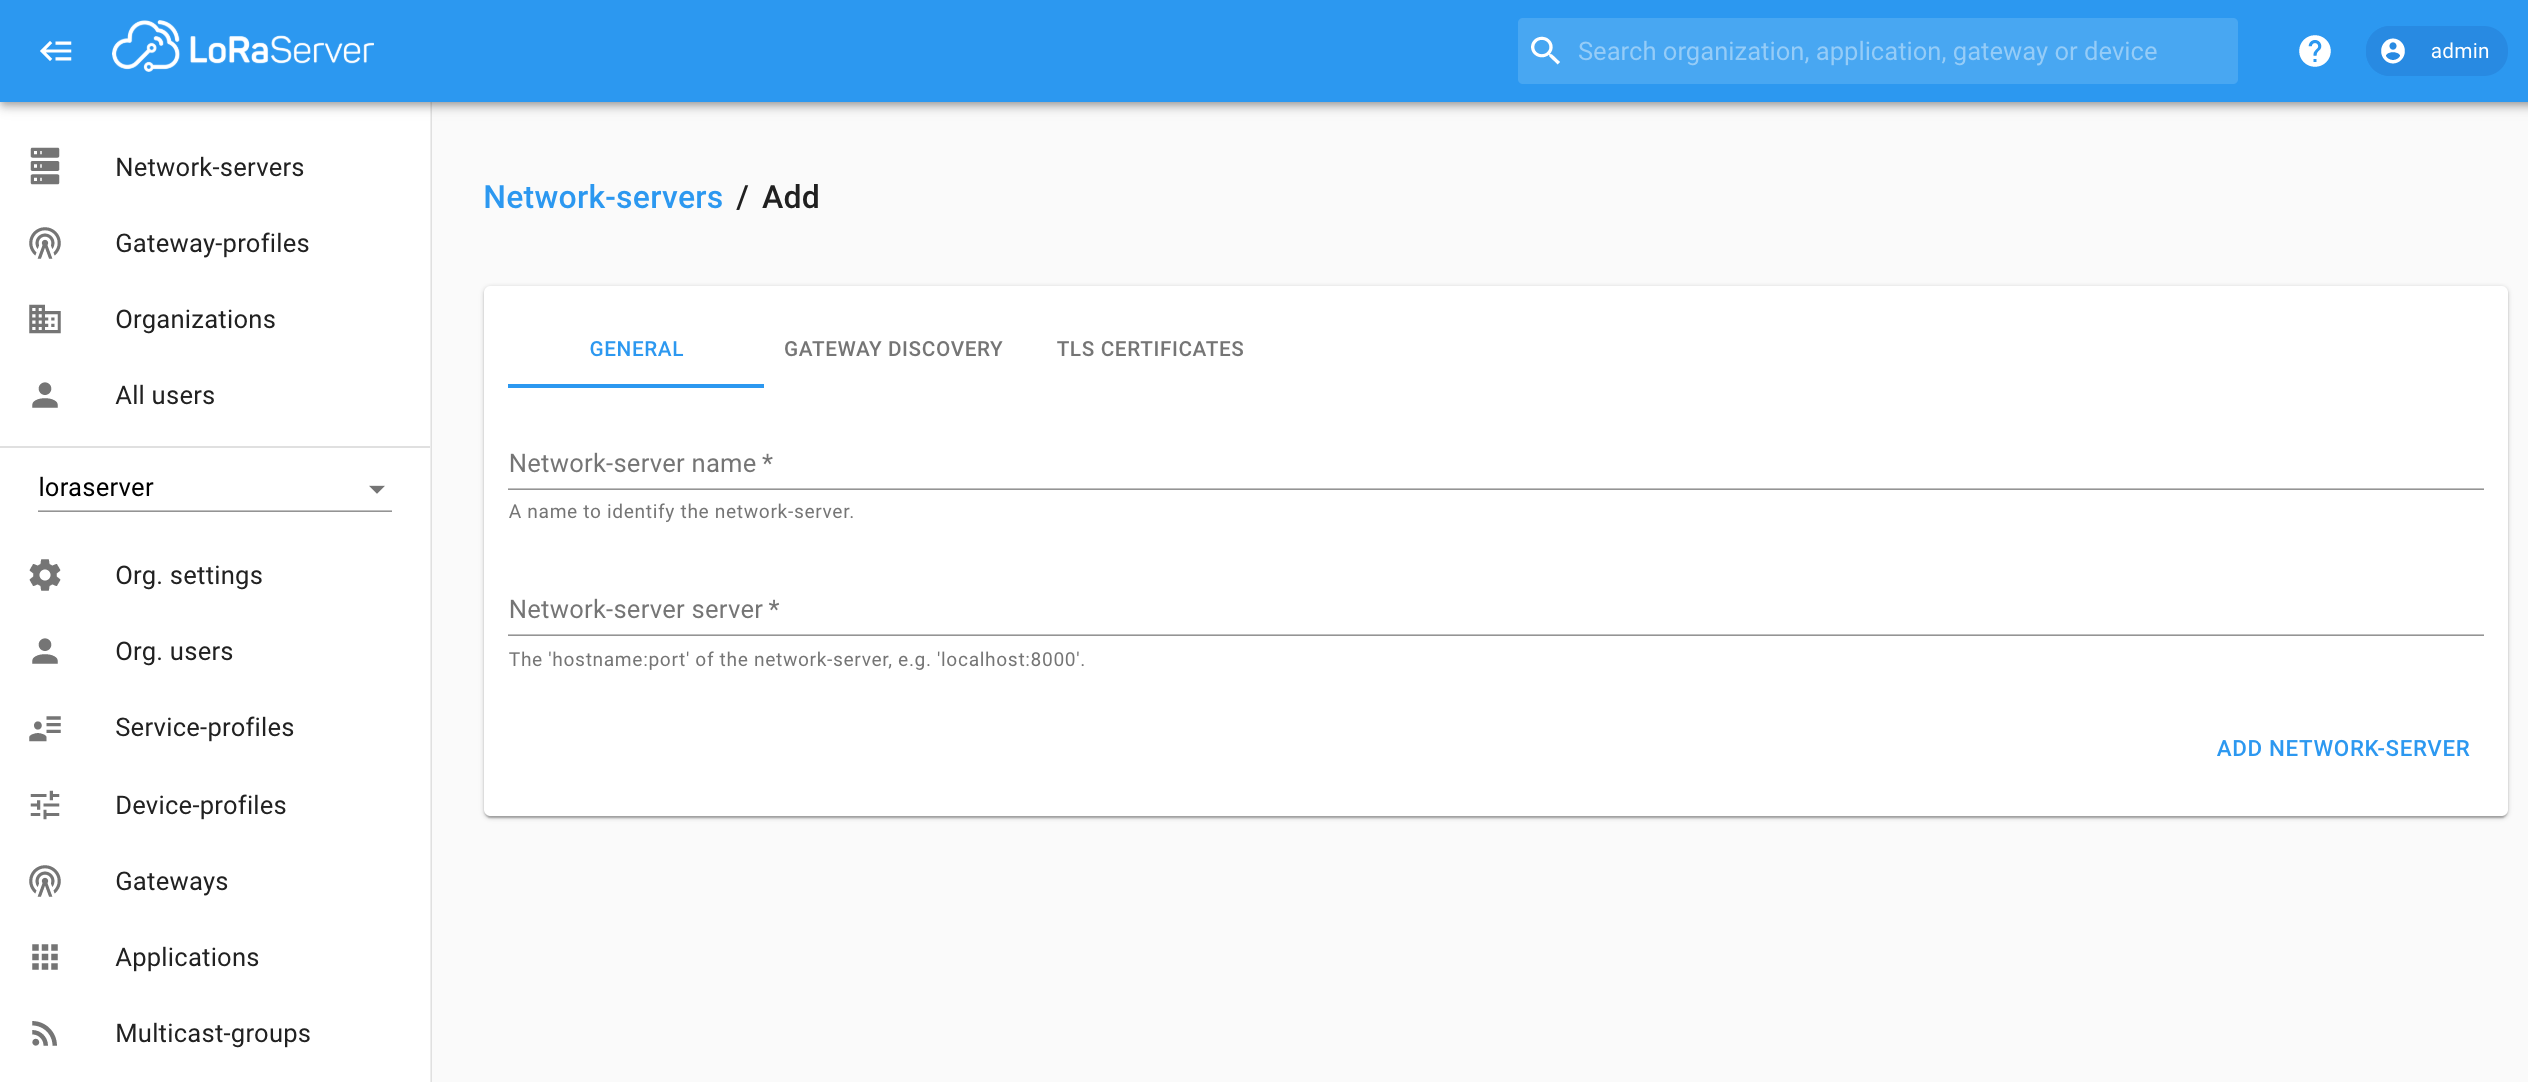 LoRaServer
Search organization, application, gateway or device
admin
Network-servers
Gateway-profiles
Organizations
All users
loraserver
Org. settings
Org. users
Service-profiles
Device-profiles
Gateways
Applications
Multicast-groups
Network-servers / Add
GENERAL GATEWAY DISCOVERY TLS CERTIFICATES
Network-server name *
A name to identify the network-server.
Network-server server *
The 'hostname:port' of the network-server, e.g. 'localhost:8000'.
ADD NETWORK-SERVER